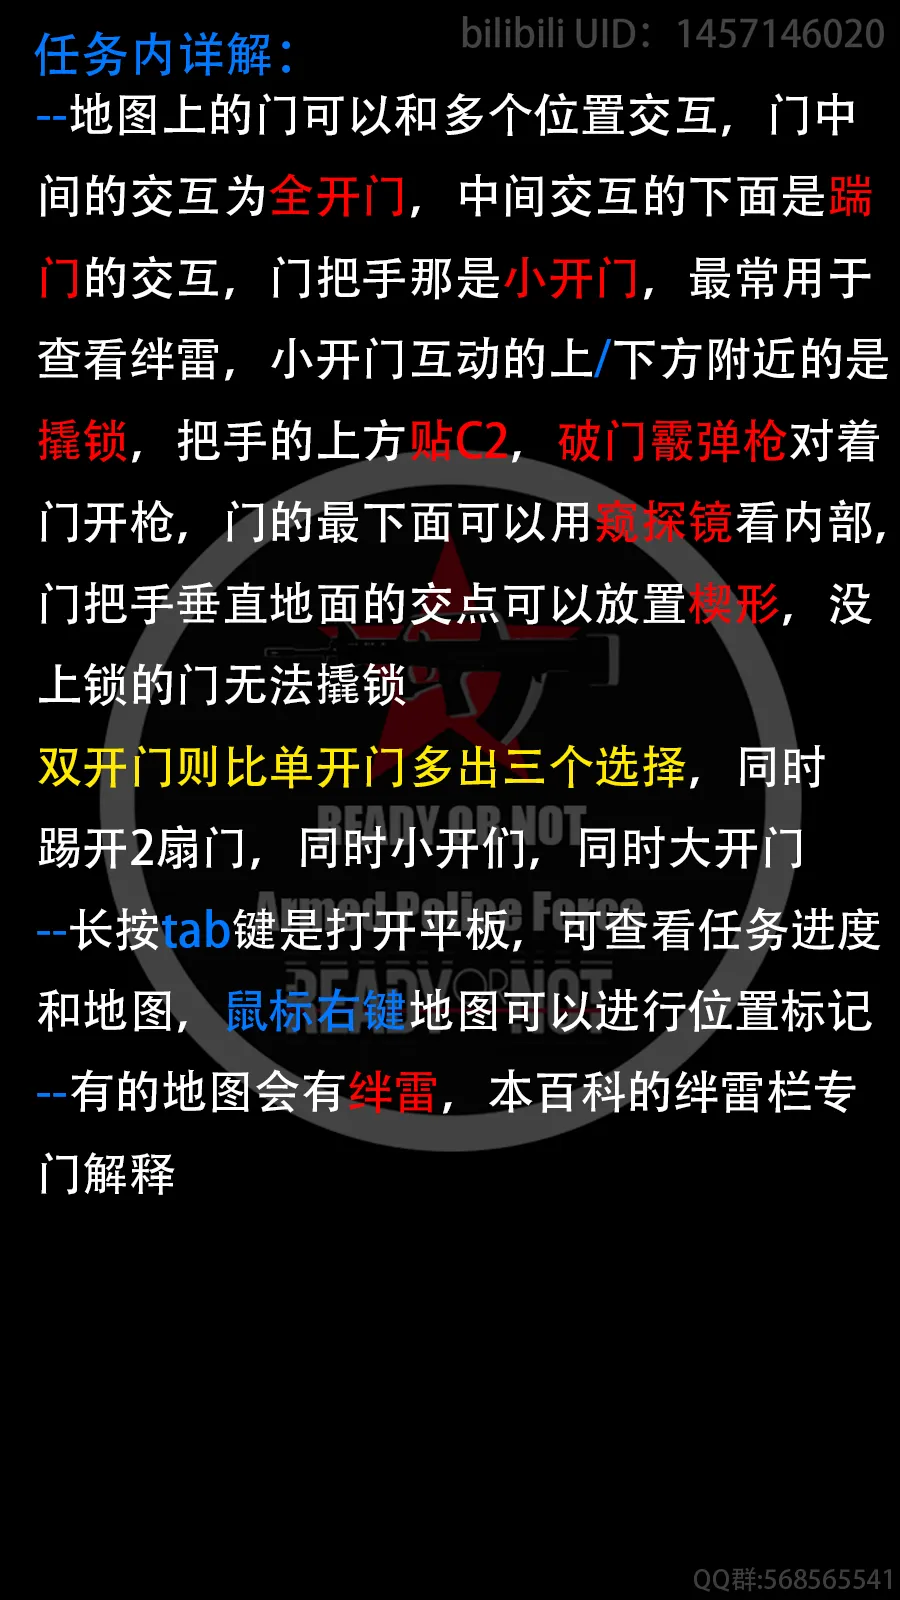 bilibili UID：1457146020
任务内详解：
--地图上的门可以和多个位置交互，门中
间的交互为全开门，中间交互的下面是踹
门的交互，门把手那是小开门，最常用于
查看绊雷，小开门互动的上/下方附近的是
撬锁，把手的上方贴C2，破门霰弹枪对着
门开枪，门的最下面可以用窥探镜看内部，
门把手垂直地面的交点可以放置楔形，没
上锁的门无法撬锁
双开门则比单开门多出三个选择，同时
READY OR NOT
踢开2扇门，同时小开们，同时大开门
Armed Police Force
--长按tab键是打开平板，可查看任务进度
READY OR NOT
和地图，鼠标右键地图可以进行位置标记
--有的地图会有绊雷，本百科的绊雷栏专
门解释
QQ群:568565541